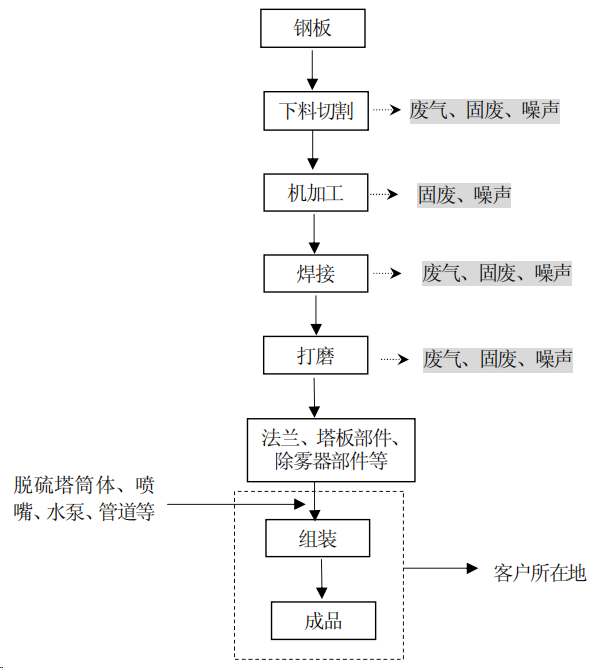 钢板
下料切割
废气、固废、噪声
机加工
固废、噪声
焊接
废气、固废、噪声
打磨
废气、固废、噪声
法兰、塔板部件、
除雾器部件等
脱硫塔筒体、喷
嘴、水泵、管道等
组装
客户所在地
成品